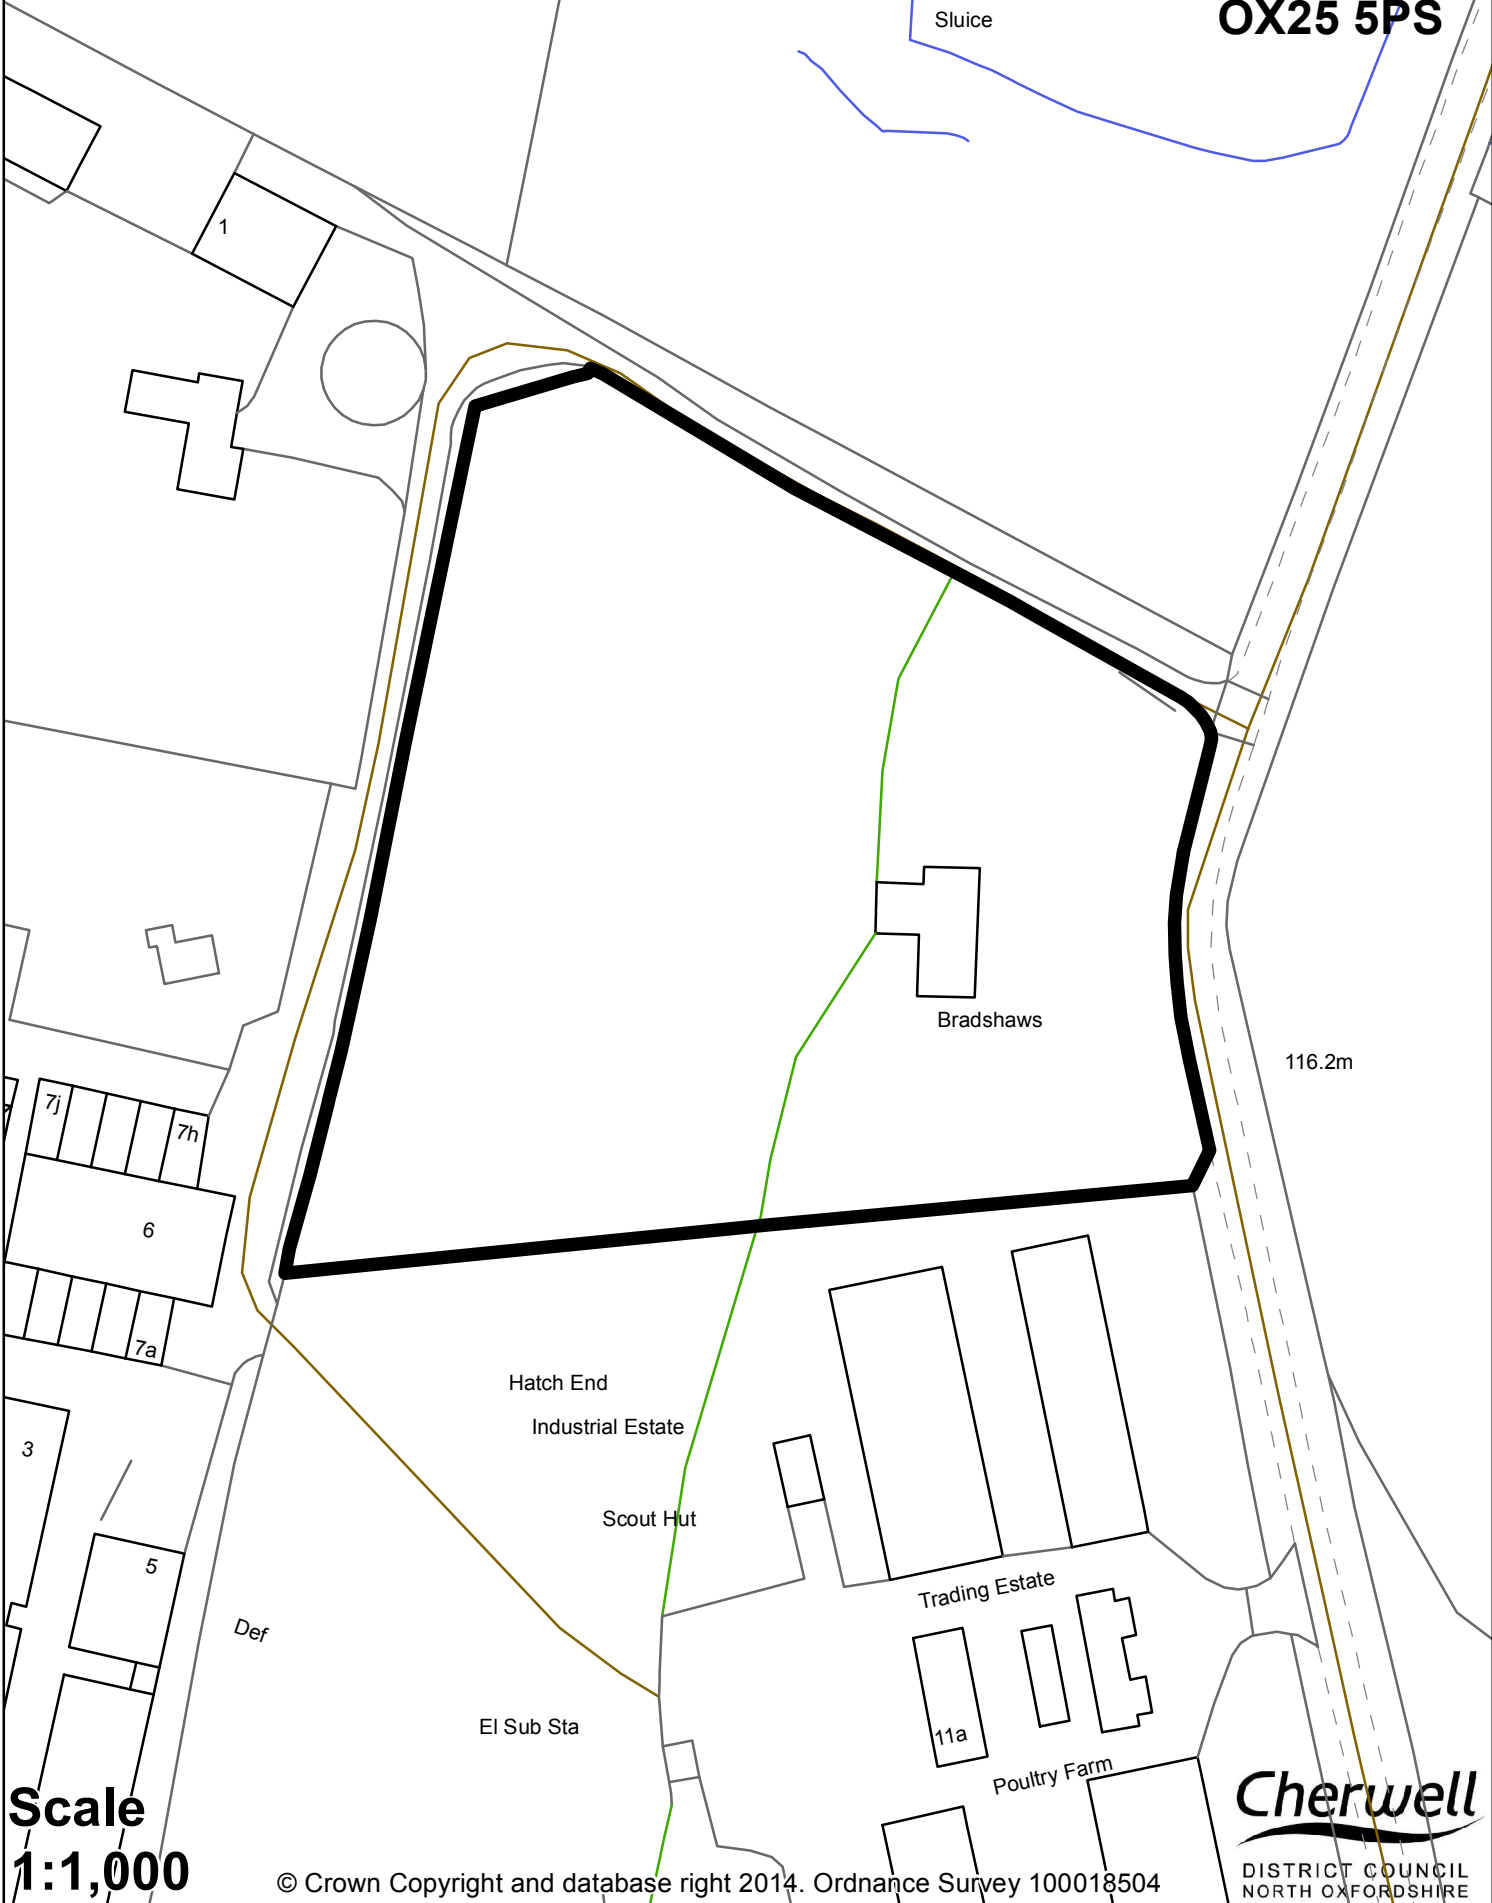 Sluice
OX25 5PS
1
Bradshaws
116.2m
7j
7h
6
7a
Hatch End
Industrial Estate
3
Scout Hut
5
Trading Estate
Def
El Sub Sta
11a
Poultry Farm
Scale
1:1,000
Cherwell
DISTRICT COUNCIL
NORTH OXFORDSHIRE
© Crown Copyright and database right 2014. Ordnance Survey 100018504